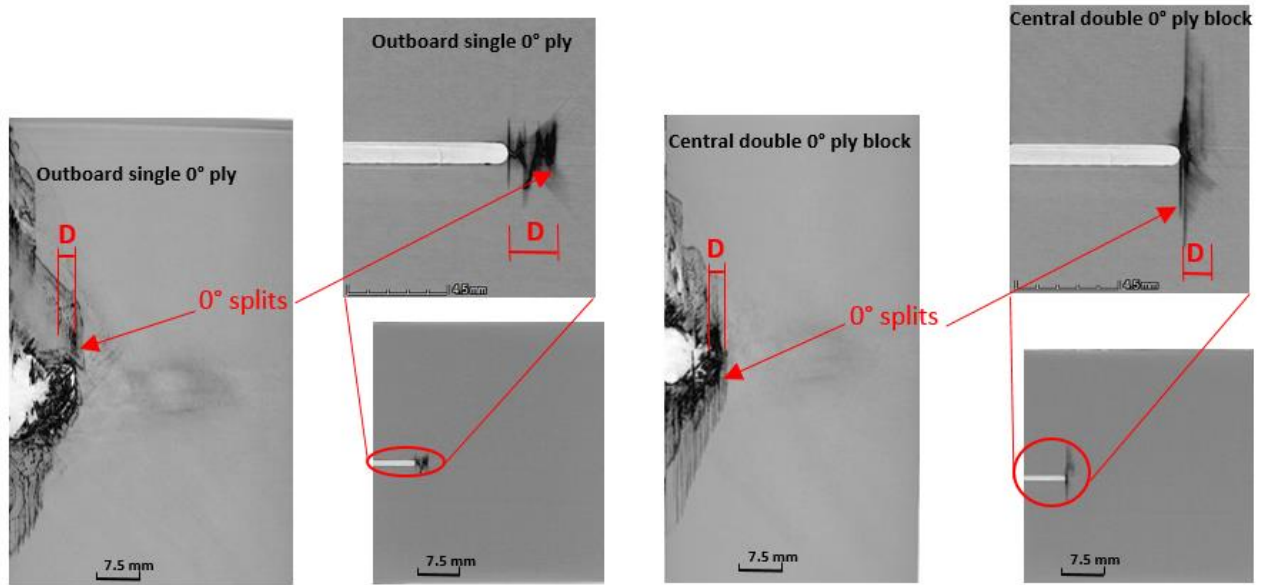 Outboard single 0° ply
D
Outboard single 0° ply
D
4.5 mm
0° splits
7.5 mm
7.5 mm
Central double 0° ply block
D
Central double 0° ply block
D
4.5 mm
0° splits
7.5 mm
7.5 mm